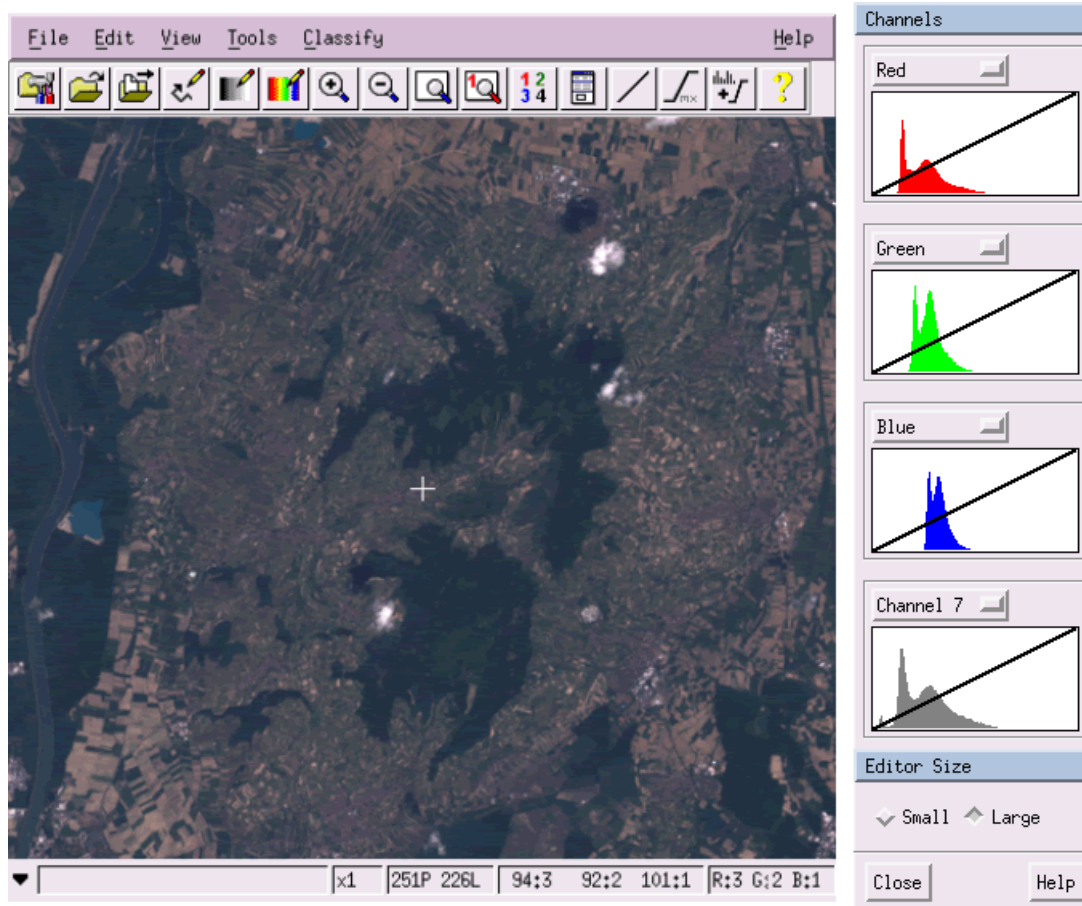 File Edit View Tools Classify Help
1 2
3 4
mx
?
x1 251P 226L 94:3 92:2 101:1 R:3 G:2 B:1
Channels
Red
Green
Blue
Channel 7
Editor Size
Small Large
Close Help